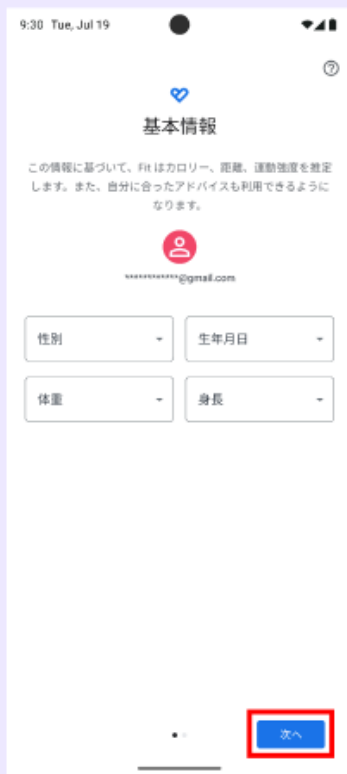 9:30 Tue, Jul 19
基本情報
この情報に基づいて、Fit はカロリー、距離、運動強度を推定
します。また、自分に合ったアドバイスも利用できるように
なります。
***********@gmail.com
性別
生年月日
体重
身長
次へ